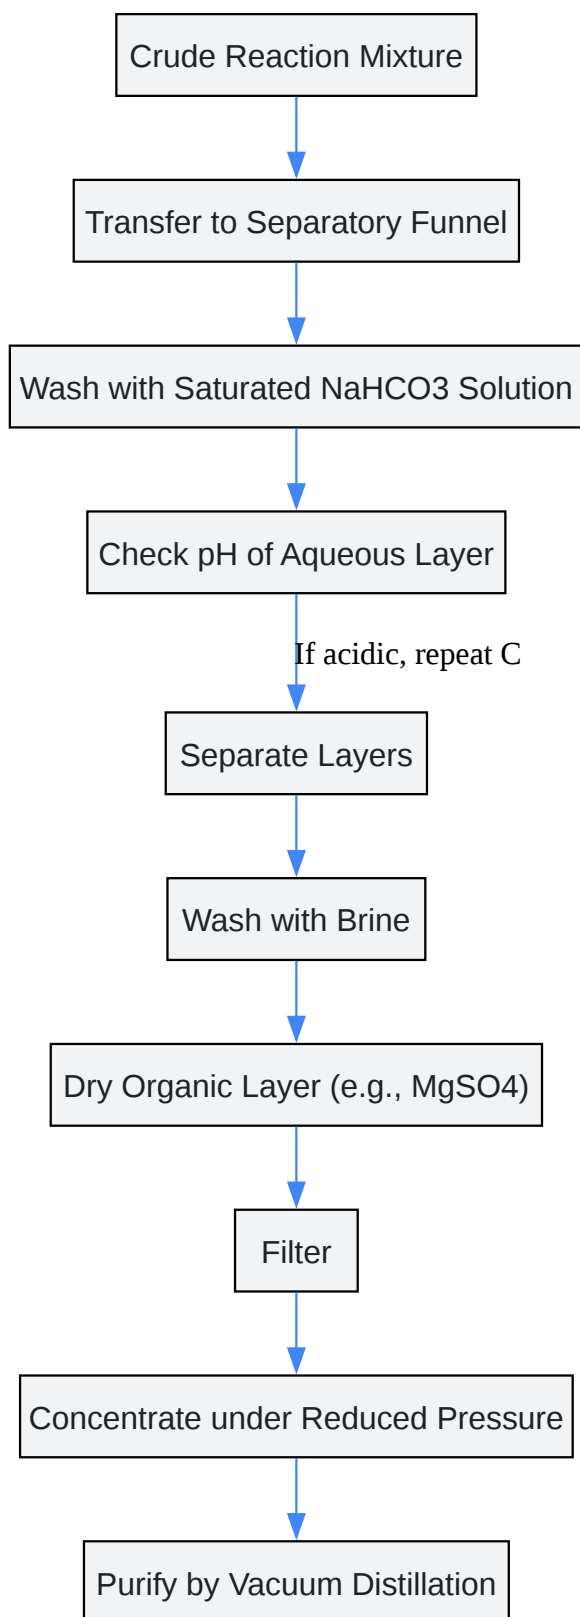 Crude Reaction Mixture
Transfer to Separatory Funnel
Wash with Saturated NaHCO3 Solution
Check pH of Aqueous Layer
If acidic, repeat C
Separate Layers
Wash with Brine
Dry Organic Layer (e.g., MgSO4)
Filter
Concentrate under Reduced Pressure
Purify by Vacuum Distillation